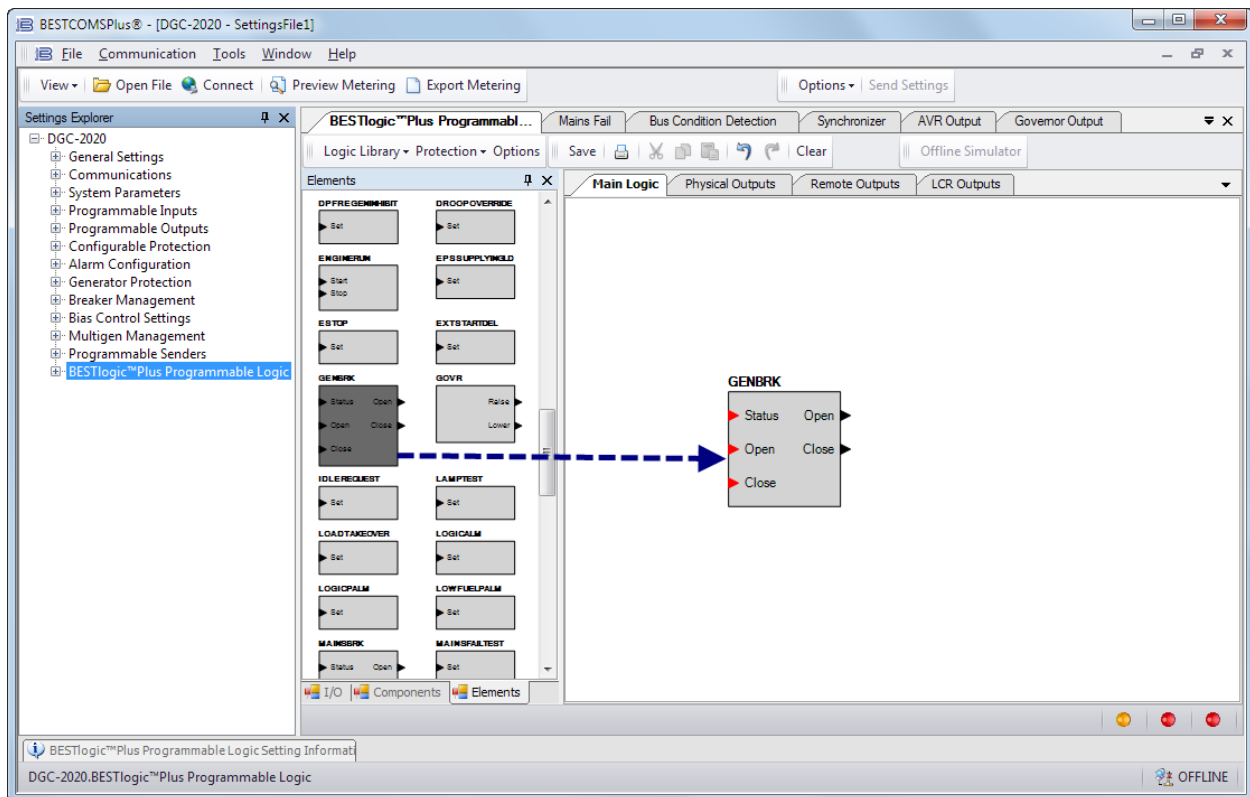 BESTCOMSPlus® - [DGC-2020 - SettingsFile1]
File Communication Tools Window Help
View Open File Connect Preview Metering Export Metering Options Send Settings
Settings Explorer
DGC-2020
General Settings
Communications
System Parameters
Programmable Inputs
Programmable Outputs
Configurable Protection
Alarm Configuration
Generator Protection
Breaker Management
Bias Control Settings
Multigen Management
Programmable Senders
BESTlogic™Plus Programmable Logic
BESTlogic™Plus Programmabl... Mains Fail Bus Condition Detection Synchronizer AVR Output Governor Output
Logic Library Protection Options Save Clear Offline Simulator
Elements
DPFREGENINHIBIT DROOPOVERRIDE
Set Set
ENGINERUN EPSSUPPLYINGLD
Start Set
Stop
ESTOP EXTSTARTDEL
Set Set
GENBRK GOVR
Status Open Raise
Open Close Lower
Close
IDLEREQUEST LAMPTEST
Set Set
LOADTAKEOVER LOGICALM
Set Set
LOGICPALM LOWFUELPALM
Set Set
MAINSBRK MAINSFAILTEST
Status Open Set
I/O Components Elements
Main Logic Physical Outputs Remote Outputs LCR Outputs
GENBRK
Status Open
Open Close
Close
BESTlogic™Plus Programmable Logic Setting Informati
DGC-2020.BESTlogic™Plus Programmable Logic OFFLINE